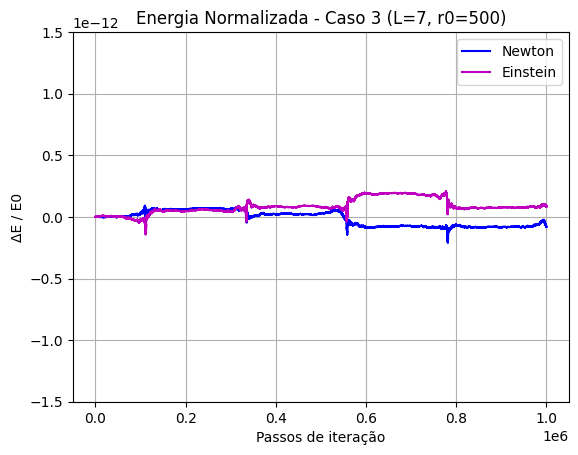 Energia Normalizada - Caso 3 (L=7, r0=500)
1e−12
1.5
1.0
0.5
0.0
−0.5
−1.0
−1.5
ΔE / E0
Newton
Einstein
0.0 0.2 0.4 0.6 0.8 1.0
1e6
Passos de iteração